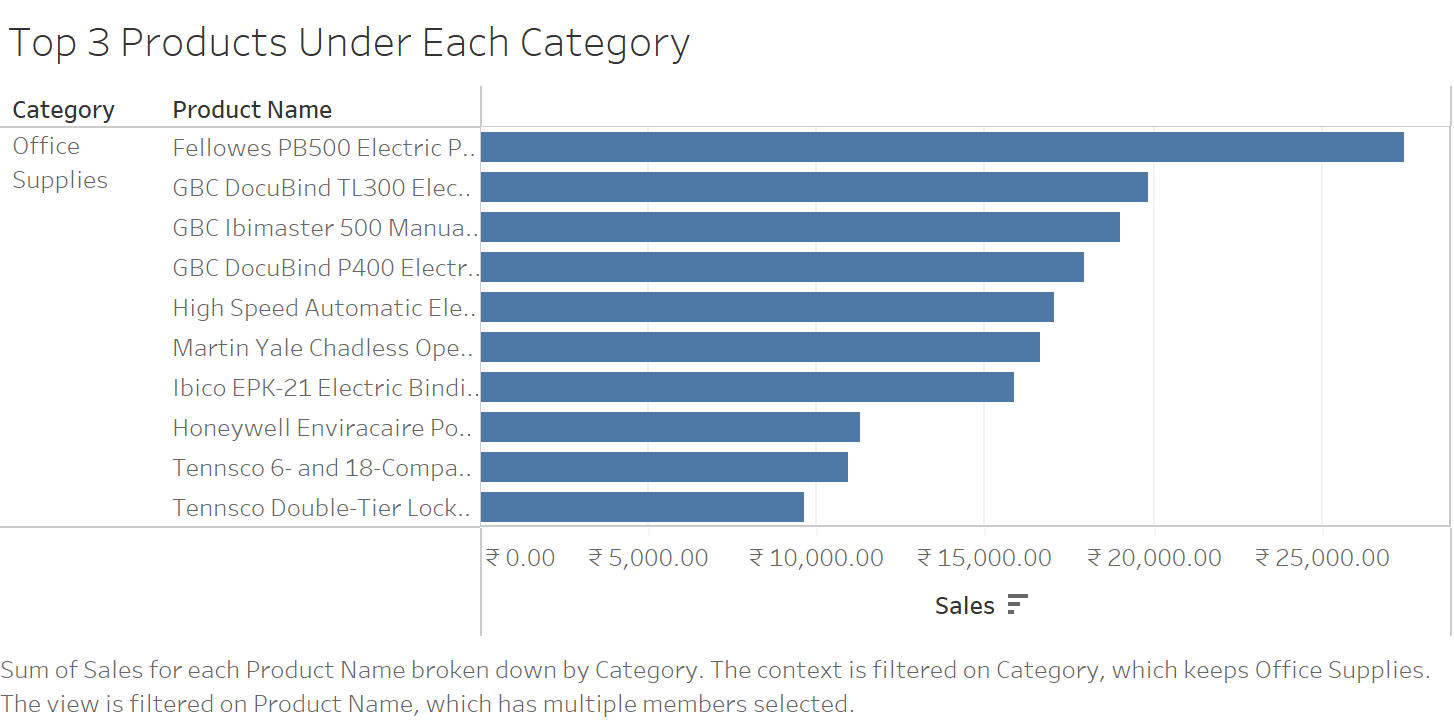 Top 3 Products Under Each Category
Category Product Name
Office Supplies
Fellowes PB500 Electric P..
GBC DocuBind TL300 Elec..
GBC Ibimaster 500 Manua..
GBC DocuBind P400 Electr..
High Speed Automatic Ele..
Martin Yale Chadless Ope..
Ibico EPK-21 Electric Bindi..
Honeywell Enviracaire Po..
Tennsco 6- and 18-Compa..
Tennsco Double-Tier Lock..
₹ 0.00 ₹ 5,000.00 ₹ 10,000.00 ₹ 15,000.00 ₹ 20,000.00 ₹ 25,000.00
Sales
Sum of Sales for each Product Name broken down by Category. The context is filtered on Category, which keeps Office Supplies.
The view is filtered on Product Name, which has multiple members selected.